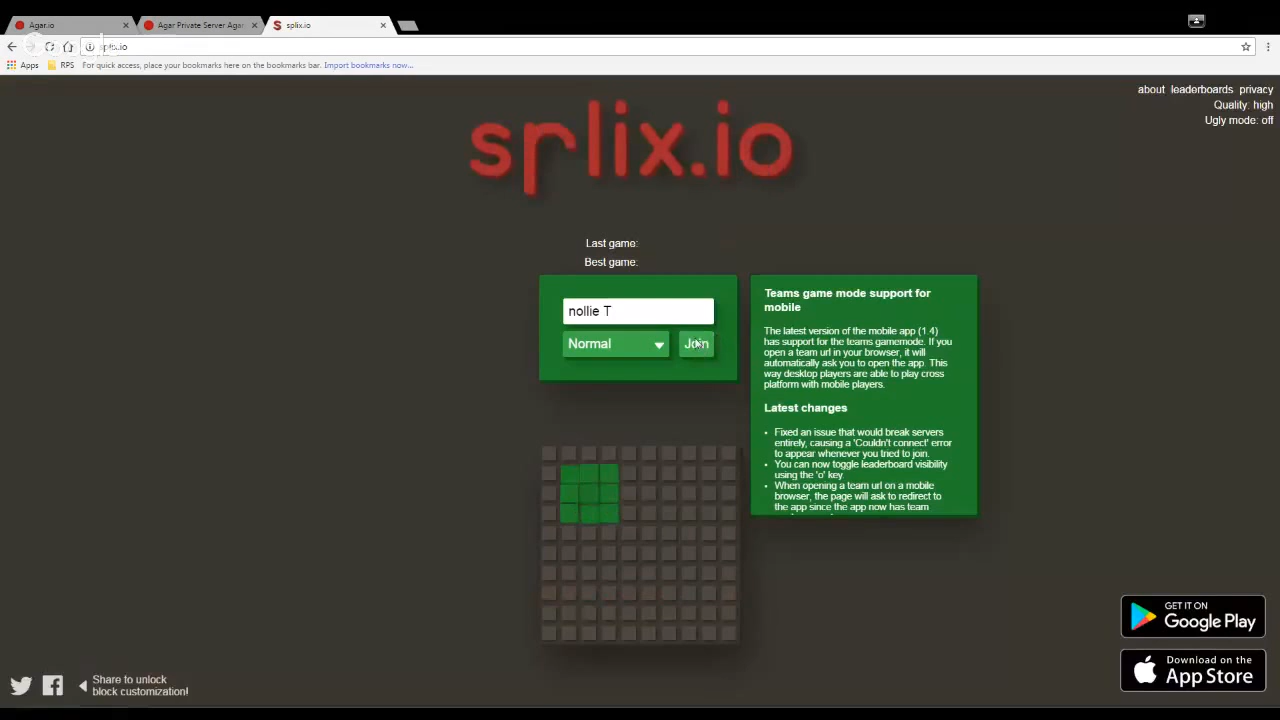 Agar.io
Agar Private Server Agar
splix.io
splix.io
Apps RPS For quick access, place your bookmarks here on the bookmarks bar. Import bookmarks now...
about leaderboards privacy
Quality: high
Ugly mode: off
splix.io
Last game:
Best game:
nollie T
Normal
Join
Teams game mode support for
mobile
The latest version of the mobile app (1.4)
has support for the teams gamemode. If you
open a team url in your browser, it will
automatically ask you to open the app. This
way desktop players are able to play cross
platform with mobile players.
Latest changes
• Fixed an issue that would break servers
entirely, causing a 'Couldn't connect' error
to appear whenever you tried to join.
• You can now toggle leaderboard visibility
using the 'o' key
• When opening a team url on a mobile
browser, the page will ask to redirect to
the app since the app now has team
Share to unlock
block customization!
GET IT ON
Google Play
Download on the
App Store